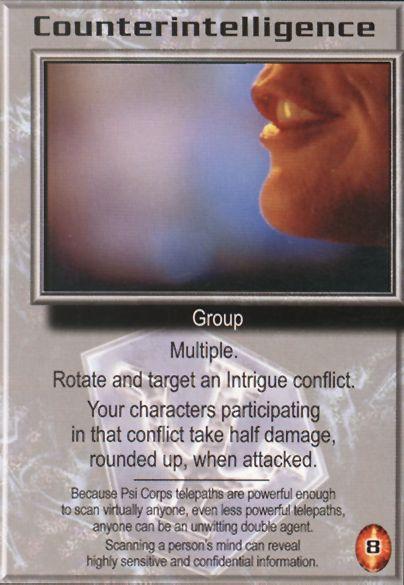 Counterintelligence
Group
Multiple.
Rotate and target an Intrigue conflict.
Your characters participating
in that conflict take half damage,
rounded up, when attacked.
Because Psi Corps telepaths are powerful enough
to scan virtually anyone, even less powerful telepaths,
anyone can be an unwitting double agent.
Scanning a person's mind can reveal
highly sensitive and confidential information.
8